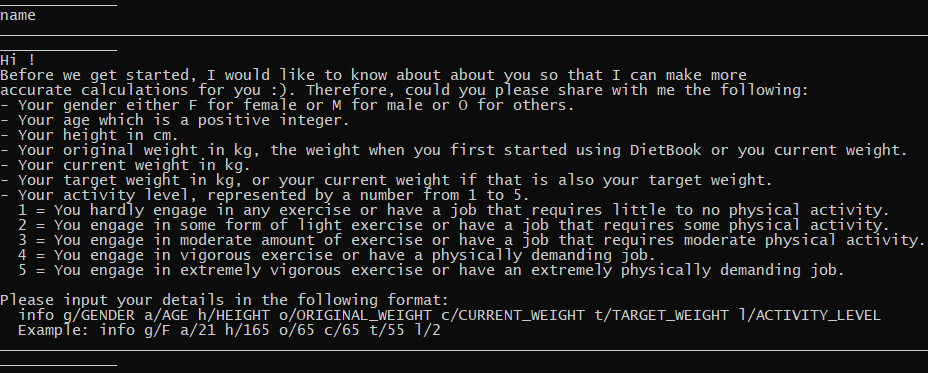 name
Hi !
Before we get started, I would like to know about about you so that I can make more
accurate calculations for you :). Therefore, could you please share with me the following:
- Your gender either F for female or M for male or O for others.
- Your age which is a positive integer.
- Your height in cm.
- Your original weight in kg, the weight when you first started using DietBook or you current weight.
- Your current weight in kg.
- Your target weight in kg, or your current weight if that is also your target weight.
- Your activity level, represented by a number from 1 to 5.
  1 = You hardly engage in any exercise or have a job that requires little to no physical activity.
  2 = You engage in some form of light exercise or have a job that requires some physical activity.
  3 = You engage in moderate amount of exercise or have a job that requires moderate physical activity.
  4 = You engage in vigorous exercise or have a physically demanding job.
  5 = You engage in extremely vigorous exercise or have an extremely physically demanding job.
Please input your details in the following format:
  info g/GENDER a/AGE h/HEIGHT o/ORIGINAL_WEIGHT c/CURRENT_WEIGHT t/TARGET_WEIGHT l/ACTIVITY_LEVEL
  Example: info g/F a/21 h/165 o/65 c/65 t/55 l/2